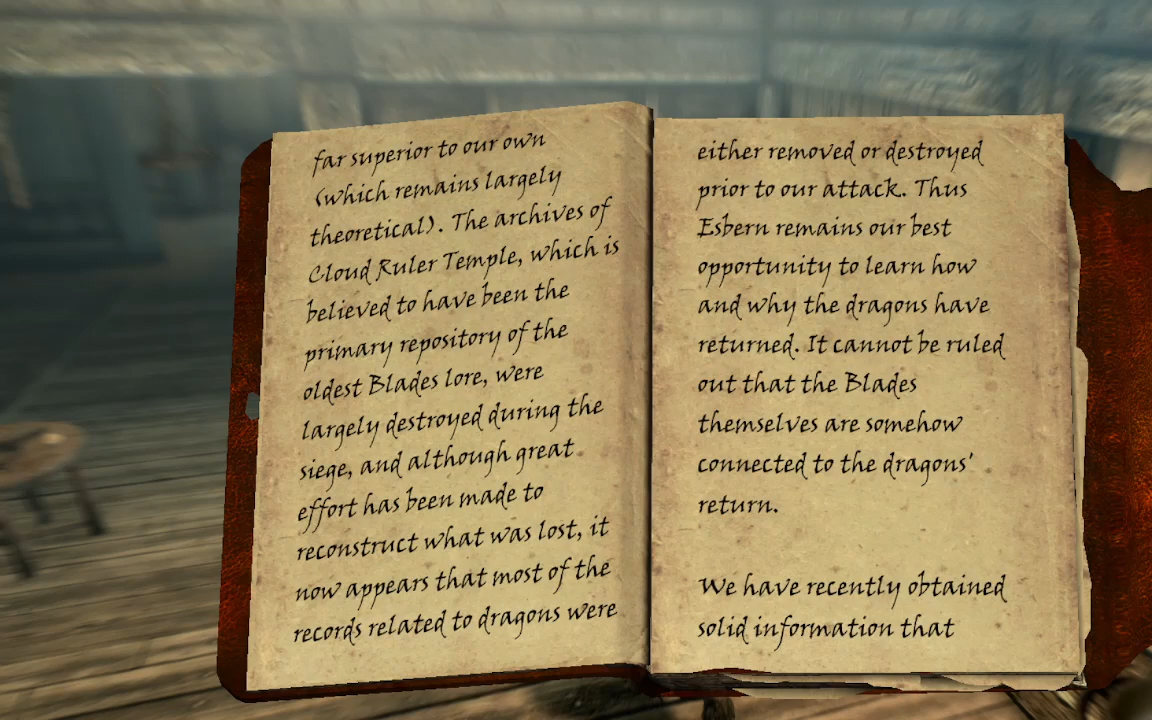 far superior to our own
(which remains largely
theoretical). The archives of
Cloud Ruler Temple, which is
believed to have been the
primary repository of the
oldest Blades lore, were
largely destroyed during the
siege, and although great
effort has been made to
reconstruct what was lost, it
now appears that most of the
records related to dragons were
either removed or destroyed
prior to our attack. Thus
Esbern remains our best
opportunity to learn how
and why the dragons have
returned. It cannot be ruled
out that the Blades
themselves are somehow
connected to the dragons'
return.
We have recently obtained
solid information that